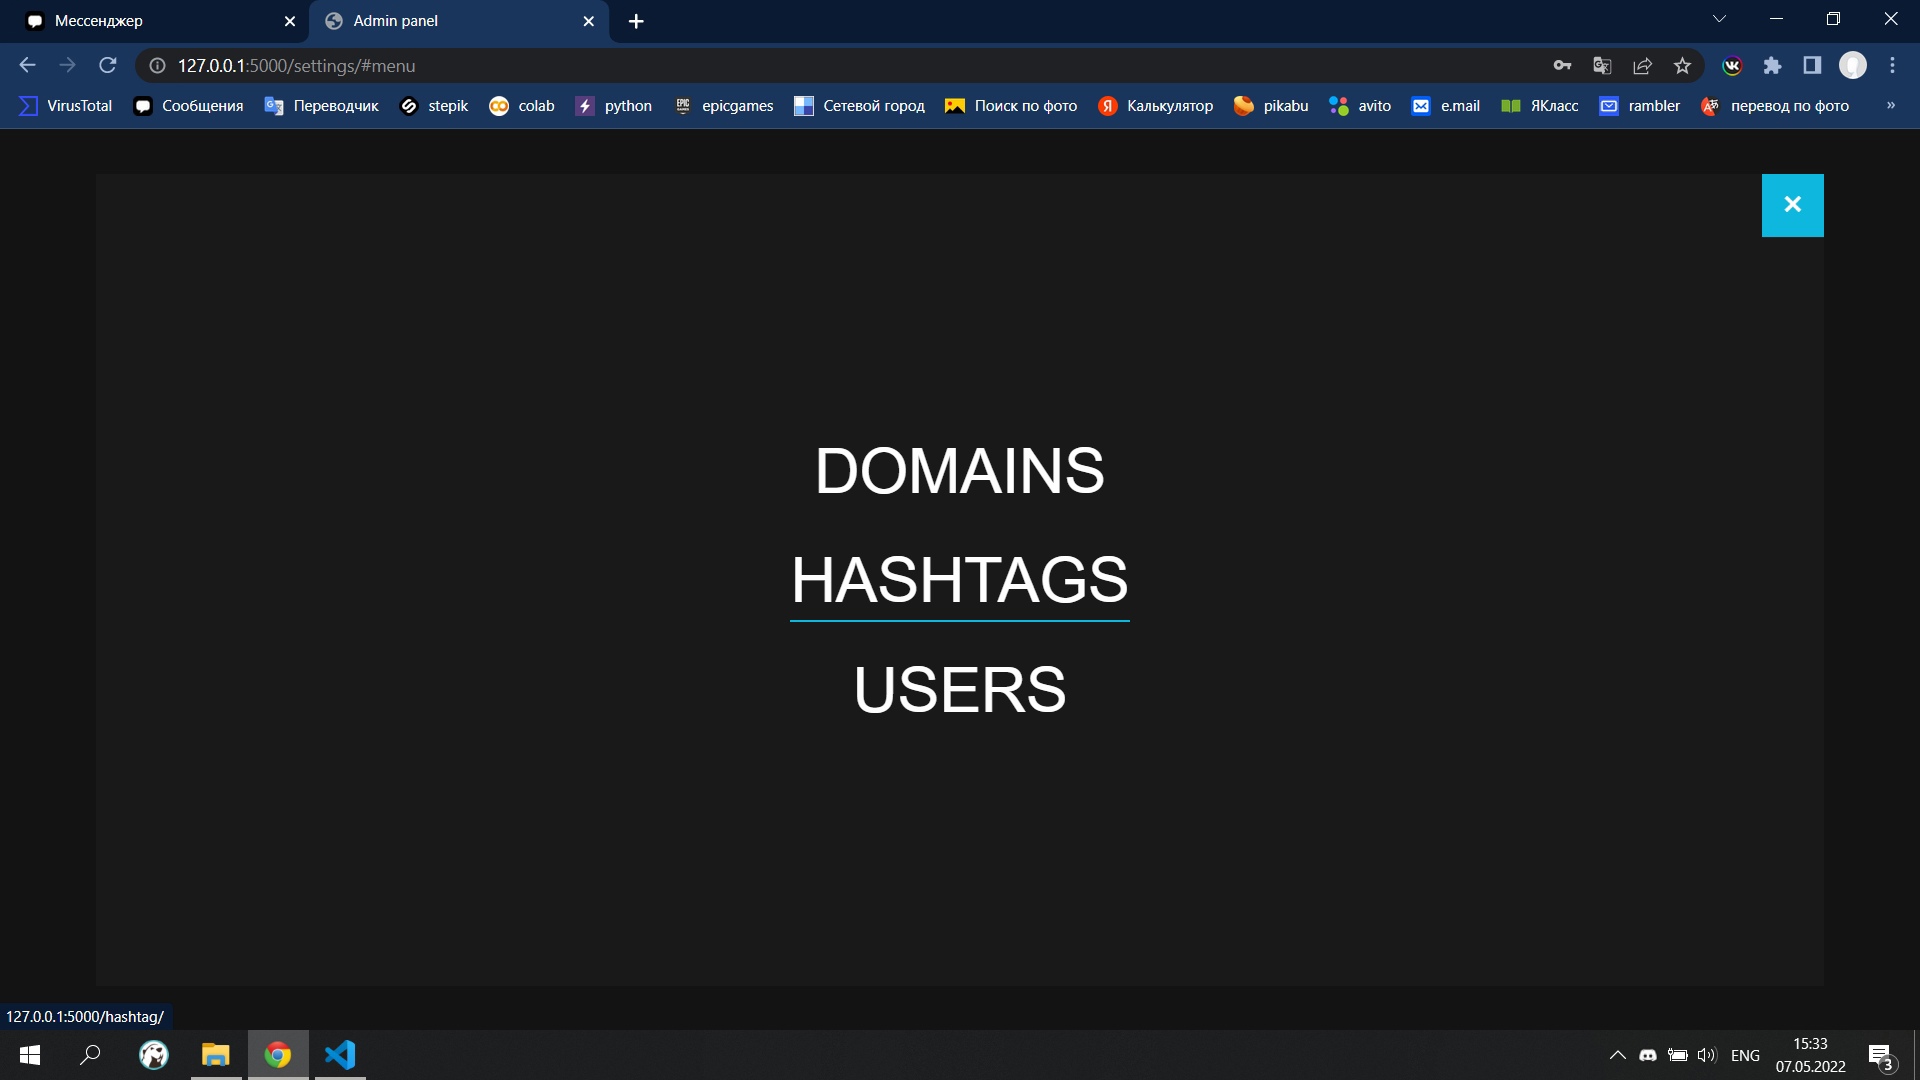 Мессенджер
Admin panel
127.0.0.1:5000/settings/#menu
VirusTotal Сообщения Переводчик stepik colab python epicgames Сетевой город Поиск по фото Калькулятор pikabu avito e.mail ЯКласс rambler перевод по фото »
DOMAINS
HASHTAGS
USERS
127.0.0.1:5000/hashtag/
ENG
15:33
07.05.2022
3